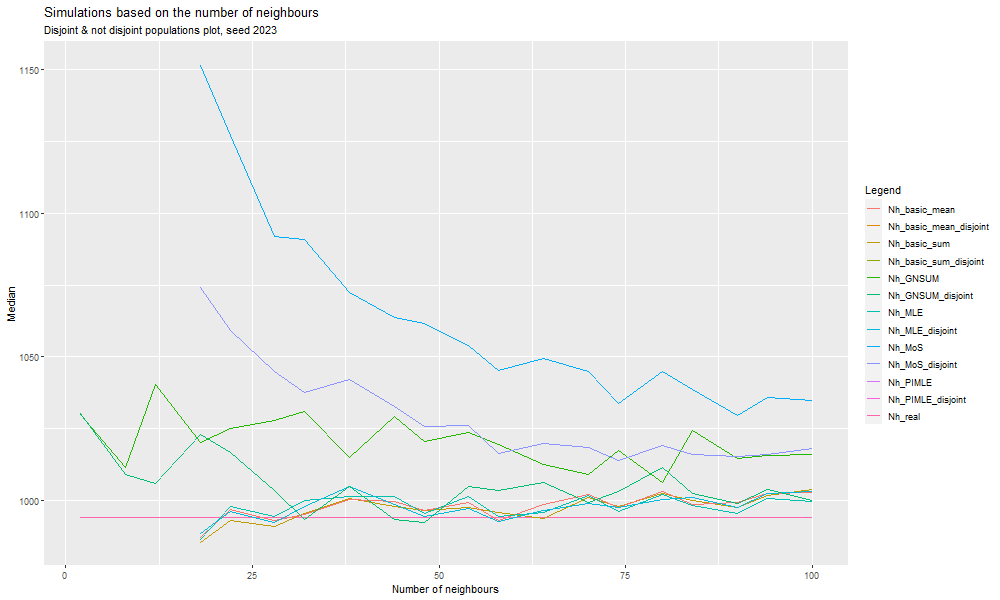 Simulations based on the number of neighbours
Disjoint & not disjoint populations plot, seed 2023
1150
1100
1050
1000
Median
0 25 50 75 100
Number of neighbours
Legend
Nh_basic_mean
Nh_basic_mean_disjoint
Nh_basic_sum
Nh_basic_sum_disjoint
Nh_GNSUM
Nh_GNSUM_disjoint
Nh_MLE
Nh_MLE_disjoint
Nh_MoS
Nh_MoS_disjoint
Nh_PIMLE
Nh_PIMLE_disjoint
Nh_real